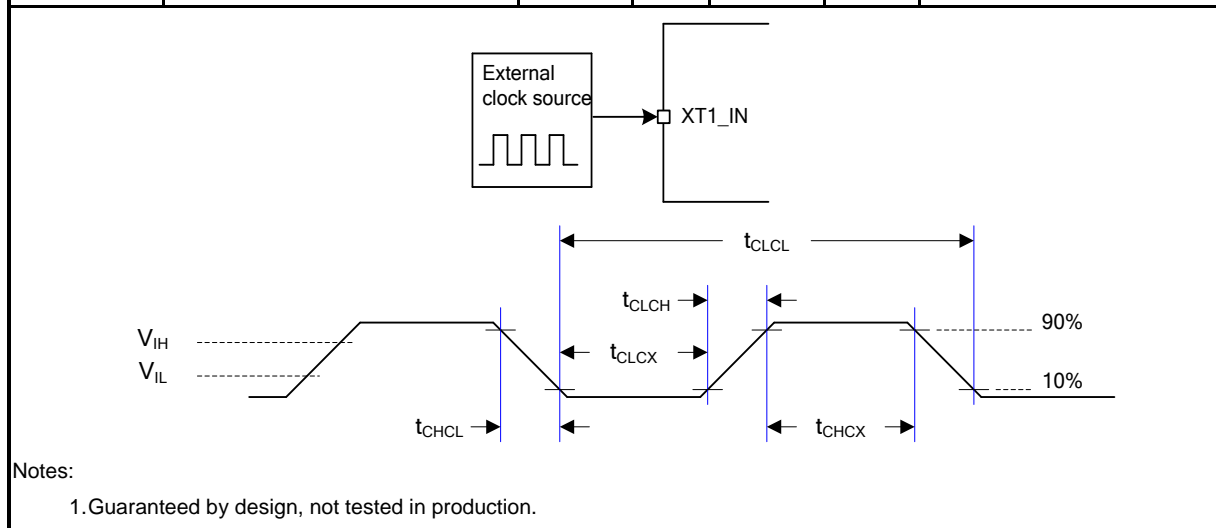 External
clock source
XT1_IN
tCLCL
tCLCH
90%
VIH
tCLCX
VIL
10%
tCHCL
tCHCX
Notes:
1.Guaranteed by design, not tested in production.